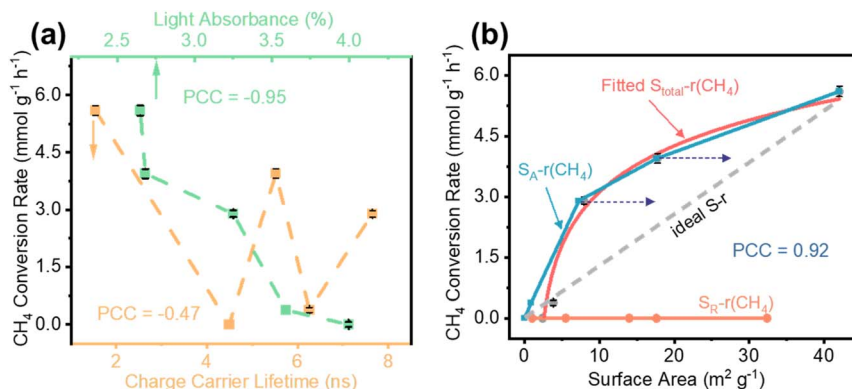 (a)
Light Absorbance (%)
2.5 3.0 3.5 4.0
CH₄ Conversion Rate (mmol g⁻¹ h⁻¹)
6.0
4.5
3.0
1.5
0.0
PCC = -0.95
PCC = -0.47
2 4 6 8
Charge Carrier Lifetime (ns)
(b)
CH₄ Conversion Rate (mmol g⁻¹ h⁻¹)
6.0
4.5
3.0
1.5
0.0
Fitted Sₜₒₜₐₗ-r(CH₄)
S_A-r(CH₄)
ideal S-r
PCC = 0.92
S_R-r(CH₄)
0 10 20 30 40
Surface Area (m² g⁻¹)